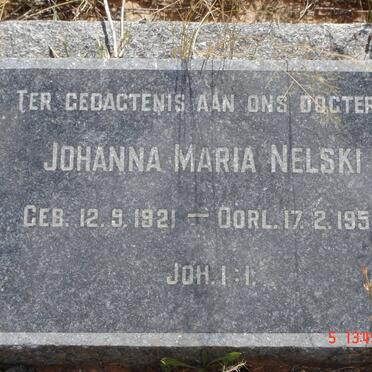 TER GEDACTENIS AAN ONS DOGTER
JOHANNA MARIA NELSKI
GEB. 12.9.1921 — OORL. 17.2.195
JOH. 1:1.
5 13:4